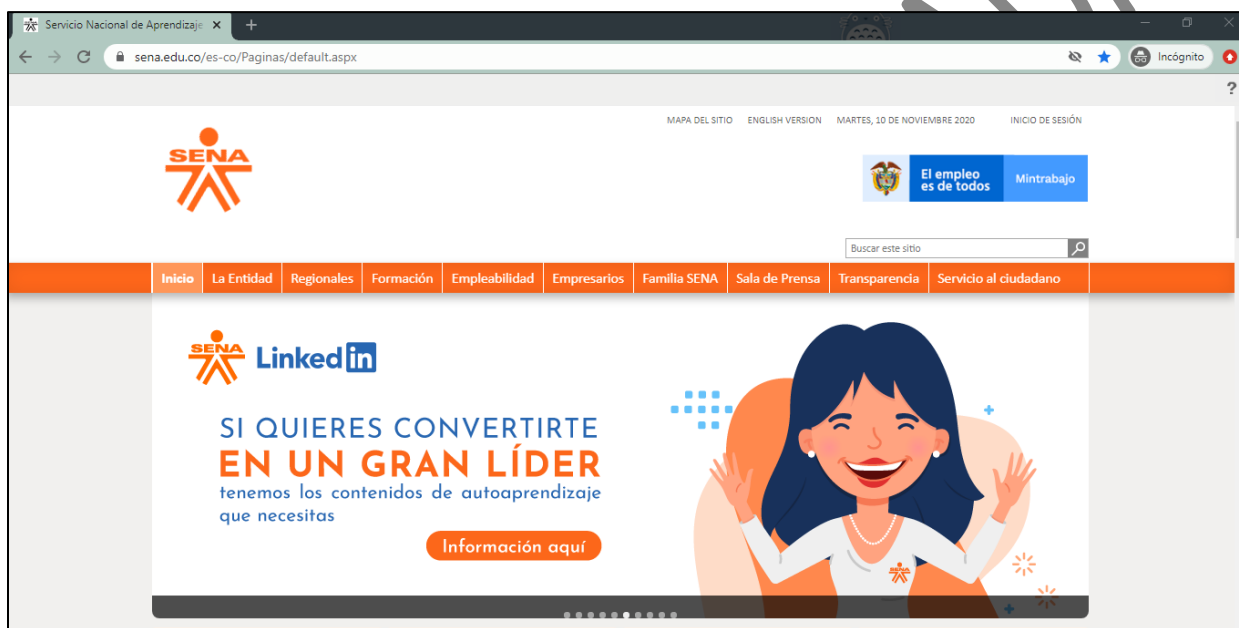 Servicio Nacional de Aprendizaje
sena.edu.co/es-co/Paginas/default.aspx
Incógnito
?
MAPA DEL SITIO ENGLISH VERSION MARTES, 10 DE NOVIEMBRE 2020 INICIO DE SESIÓN
SENA
El empleo
es de todos
Mintrabajo
Buscar este sitio
Inicio La Entidad Regionales Formación Empleabilidad Empresarios Familia SENA Sala de Prensa Transparencia Servicio al ciudadano
SENA
Linked in
SI QUIERES CONVERTIRTE
EN UN GRAN LÍDER
tenemos los contenidos de autoaprendizaje
que necesitas
Información aquí
SENA